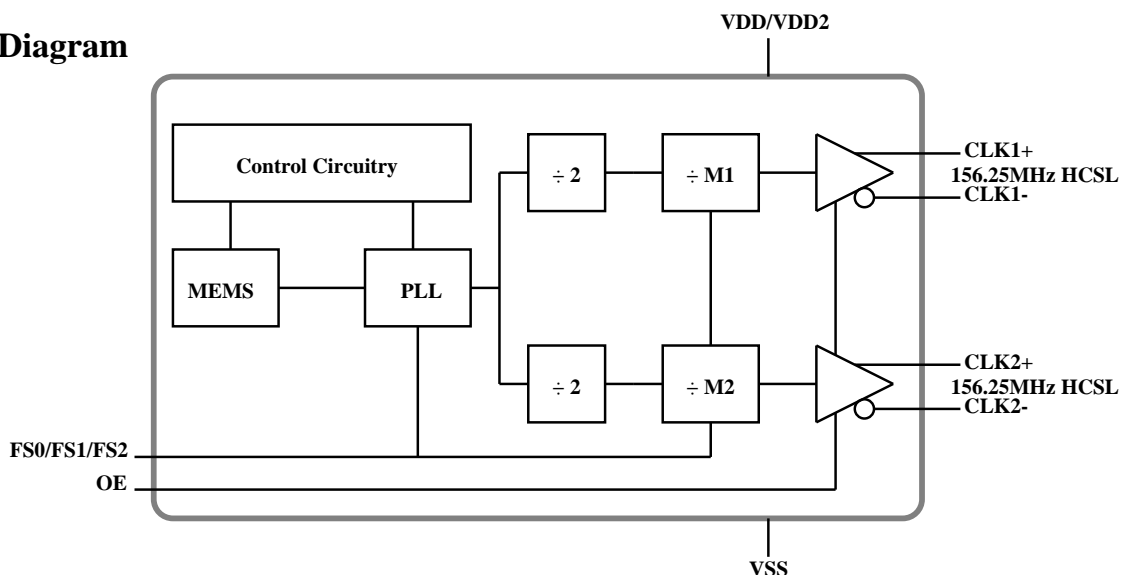 VDD/VDD2
Diagram
Control Circuitry
÷ 2
÷ M1
CLK1+
156.25MHz HCSL
CLK1-
MEMS
PLL
÷ 2
÷ M2
CLK2+
156.25MHz HCSL
CLK2-
FS0/FS1/FS2
OE
VSS